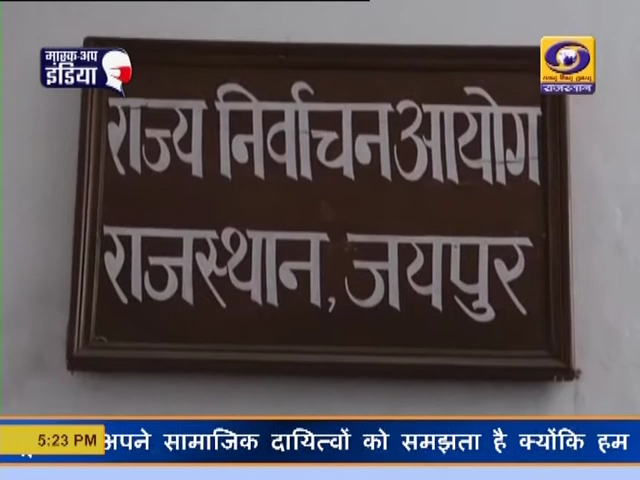 मास्क-अप
इंडिया
राजस्थान
राज्य निर्वाचन आयोग
राजस्थान, जयपुर
5:23 PM
अपने सामाजिक दायित्वों को समझता है क्योंकि हम